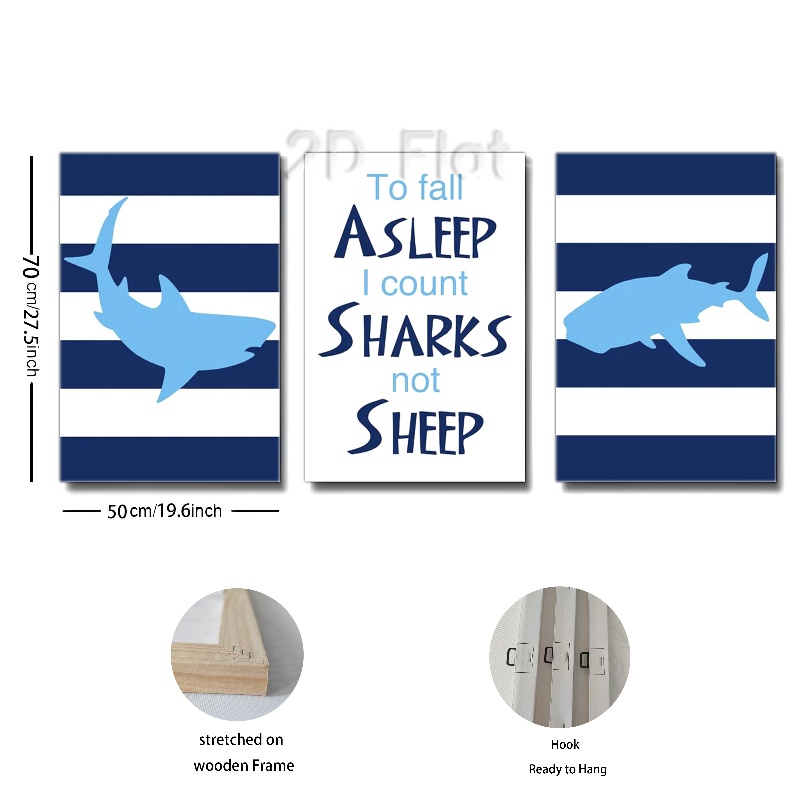 2D Flat
To fall
ASLEEP
I count
SHARKS
not
SHEEP
70 cm/27.5inch
50 cm/19.6inch
stretched on
wooden Frame
Hook
Ready to Hang